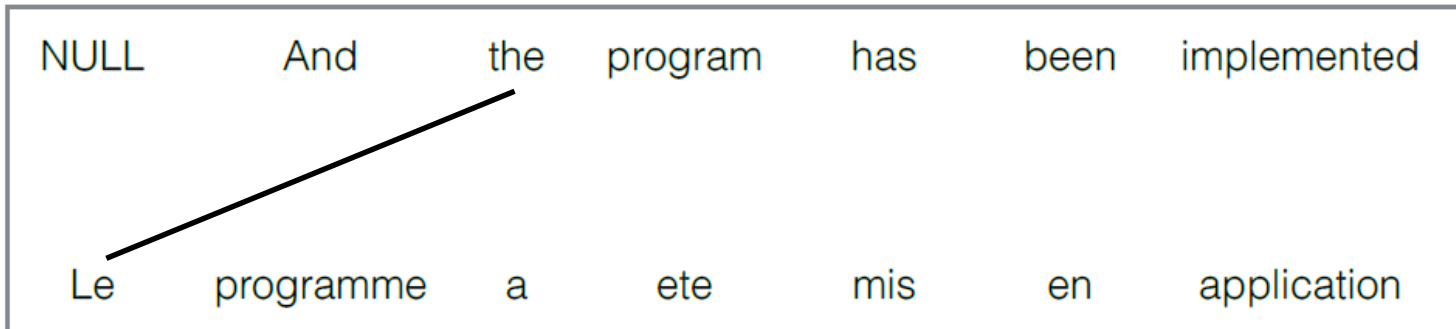 NULL And the program has been implemented
Le programme a ete mis en application